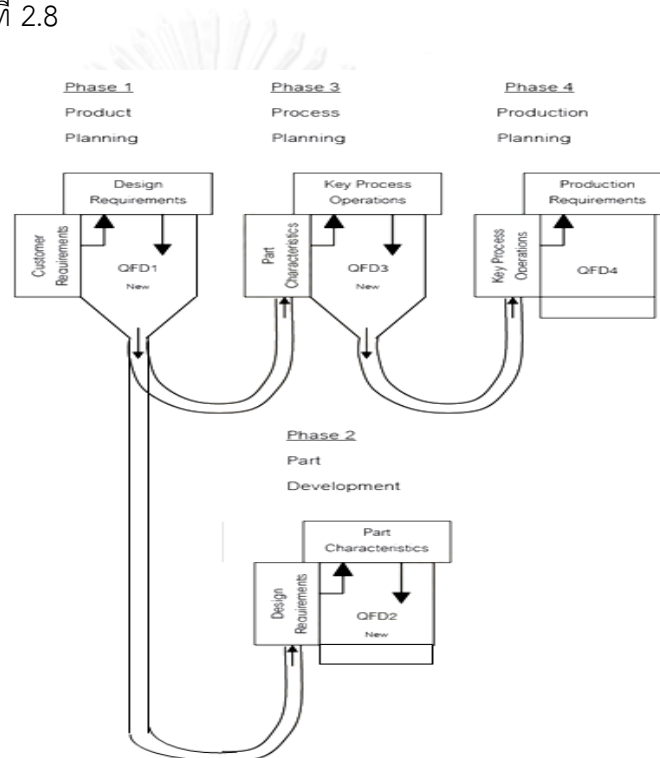 ที่ 2.8
Phase 1
Product
Planning
Phase 3
Process
Planning
Phase 4
Production
Planning
Design
Requirements
Customer
Requirements
QFD1
New
Key Process
Operations
Part
Characteristics
QFD3
New
Production
Requirements
Key Process
Operations
QFD4
Phase 2
Part
Development
Part
Characteristics
Design
Requirements
QFD2
New